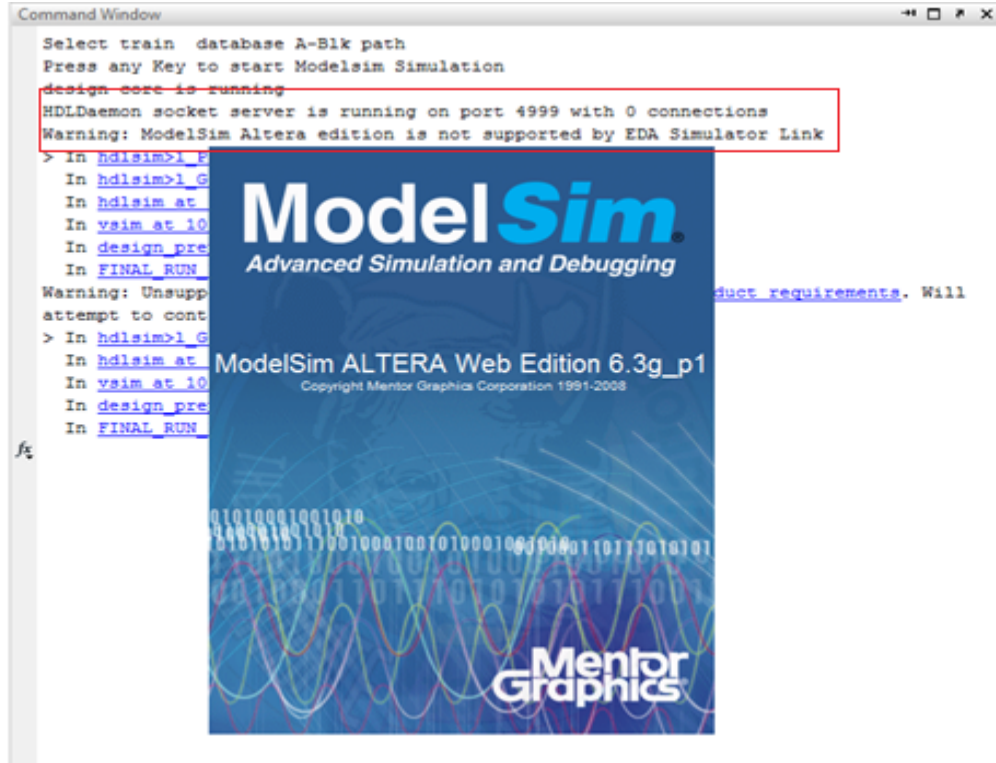 Command Window
Select train  database A-Blk path
Press any Key to start Modelsim Simulation
design core is running
HDLDaemon socket server is running on port 4999 with 0 connections
Warning: ModelSim Altera edition is not supported by EDA Simulator Link
> In hdlsim>l_P
In hdlsim>l_G
In hdlsim at
In vsim at 10
In design_pre
In FINAL_RUN_
Warning: Unsupp duct requirements. Will
attempt to cont
> In hdlsim>l_G
In hdlsim at
In vsim at 10
In design_pre
In FINAL_RUN_
fx
ModelSim
Advanced Simulation and Debugging
ModelSim ALTERA Web Edition 6.3g_p1
Copyright Mentor Graphics Corporation 1991-2008
Mentor
Graphics